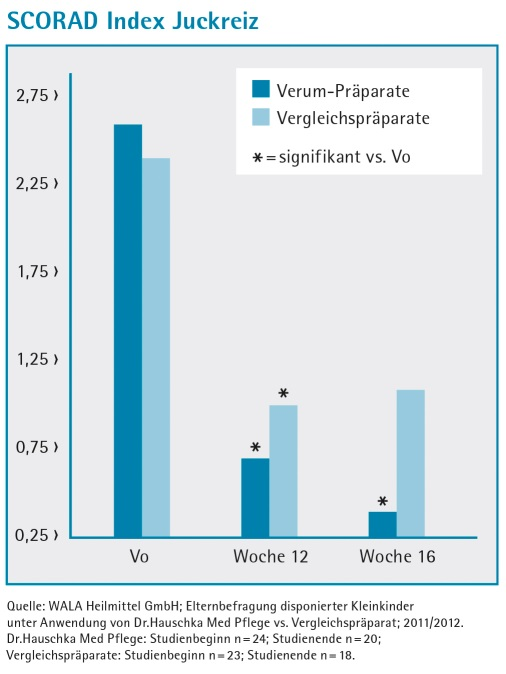 SCORAD Index Juckreiz
Verum-Präparate
Vergleichspräparate
* = signifikant vs. Vo
2,75 ›
2,25 ›
1,75 ›
1,25 ›
0,75 ›
0,25 ›
*
*
*
Vo
Woche 12
Woche 16
Quelle: WALA Heilmittel GmbH; Elternbefragung disponierter Kleinkinder
unter Anwendung von Dr.Hauschka Med Pflege vs. Vergleichspräparat; 2011/2012.
Dr.Hauschka Med Pflege: Studienbeginn n=24; Studienende n=20;
Vergleichspräparate: Studienbeginn n=23; Studienende n=18.